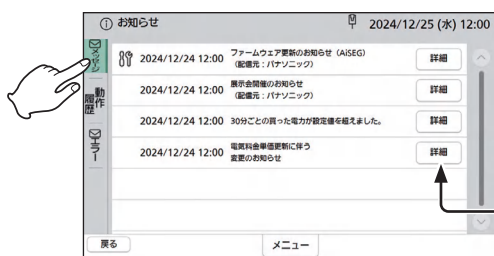 お知らせ
2024/12/25 (水) 12:00
メッセージ
動作履歴
エラー
2024/12/24 12:00
ファームウェア更新のお知らせ（AiSEG）
（配信元：パナソニック）
詳細
2024/12/24 12:00
展示会開催のお知らせ
（配信元：パナソニック）
詳細
2024/12/24 12:00
30分ごとの買った電力が設定値を超えました。
詳細
2024/12/24 12:00
電気料金単価更新に伴う
変更のお知らせ
詳細
戻る
メニュー